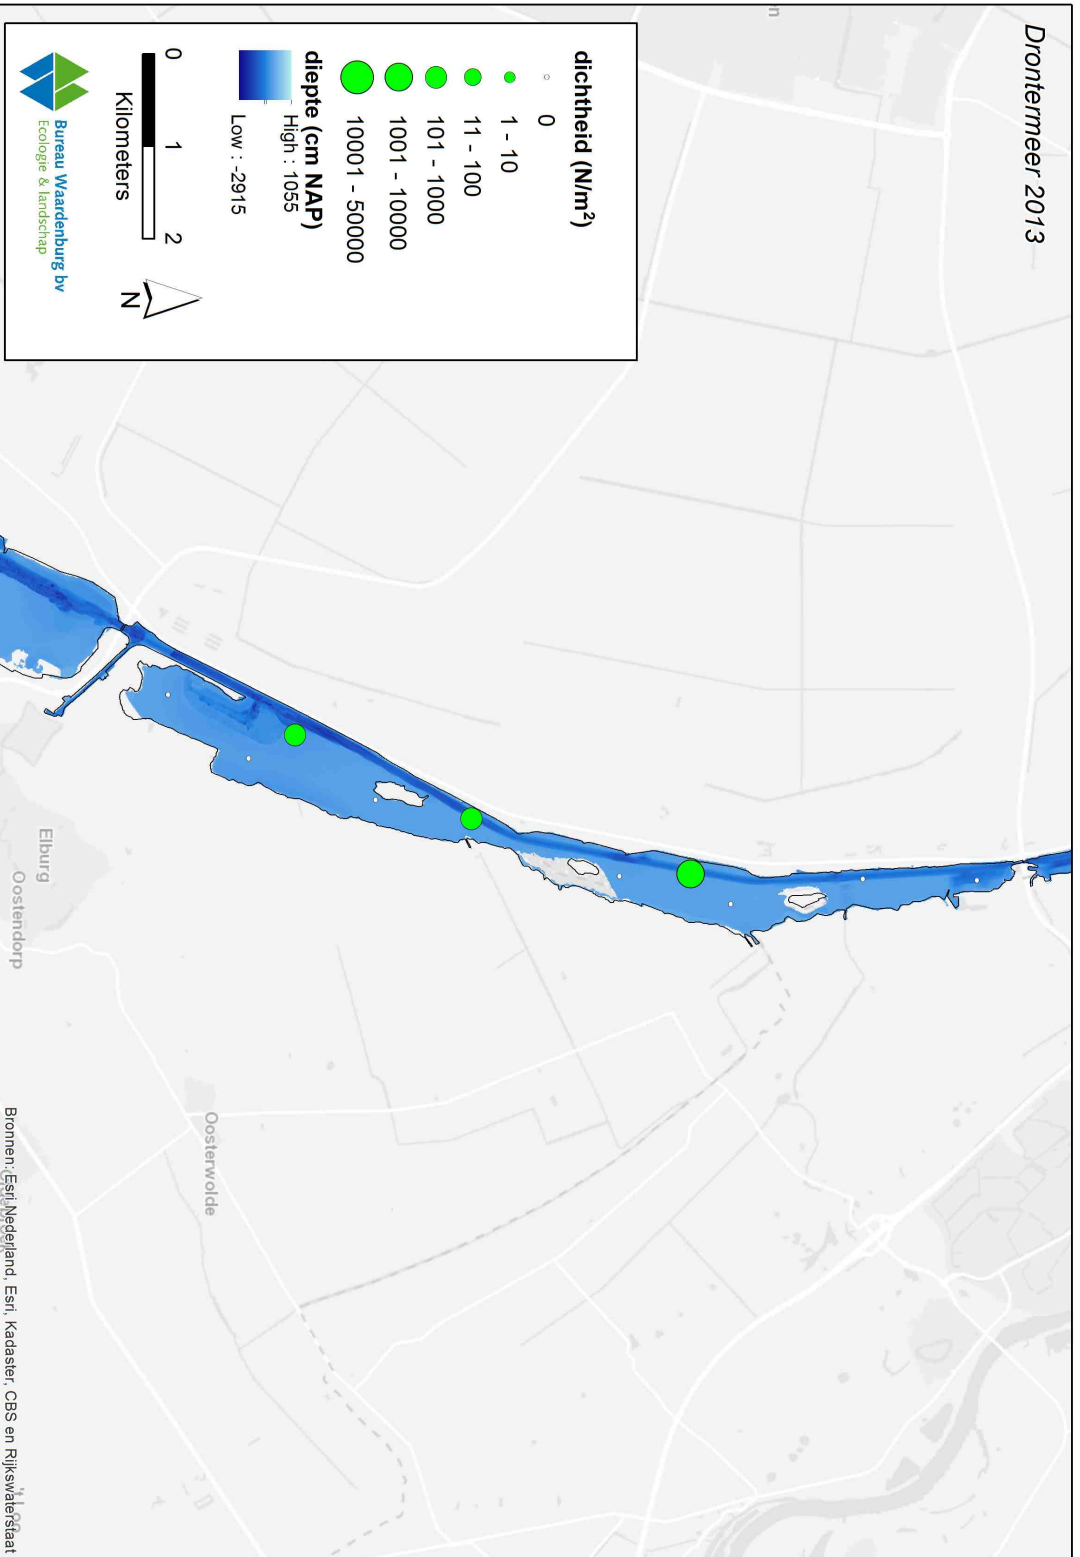 Drontermeer 2013
dichtheid (N/m²)
0
1 - 10
11 - 100
101 - 1000
1001 - 10000
10001 - 50000
diepte (cm NAP)
High : 1055
Low : -2915
0 1 2
Kilometers
N
Bureau Waardenburg bv
Ecologie & landschap
n
Elburg
Oostendorp
Oosterwolde
't Loo
Bronnen: Esri Nederland, Esri, Kadaster, CBS en Rijkswaterstaat